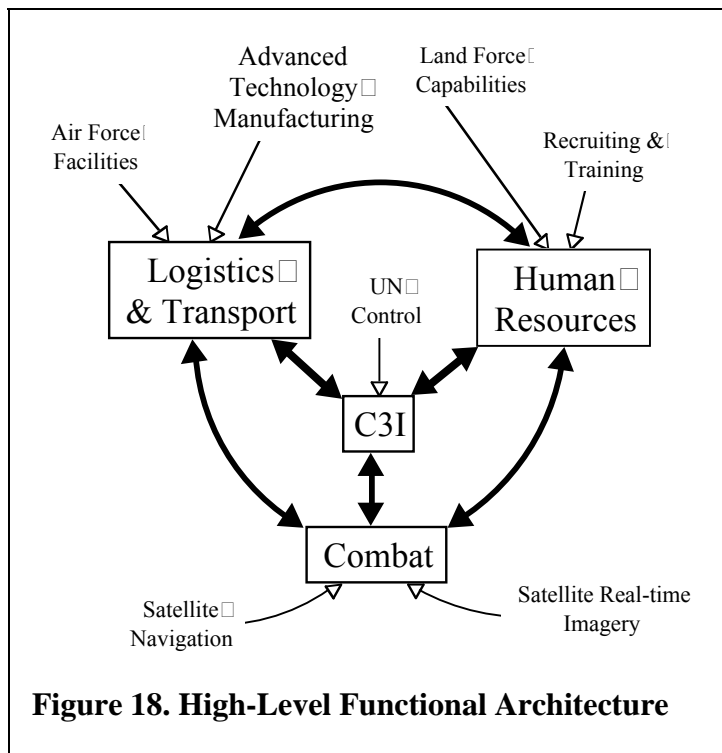 Advanced
Technology□
Manufacturing
Land Force□
Capabilities
Air Force□
Facilities
Recruiting &□
Training
Logistics□
& Transport
UN□
Control
Human□
Resources
C3I
Combat
Satellite□
Navigation
Satellite Real-time
Imagery
Figure 18. High-Level Functional Architecture